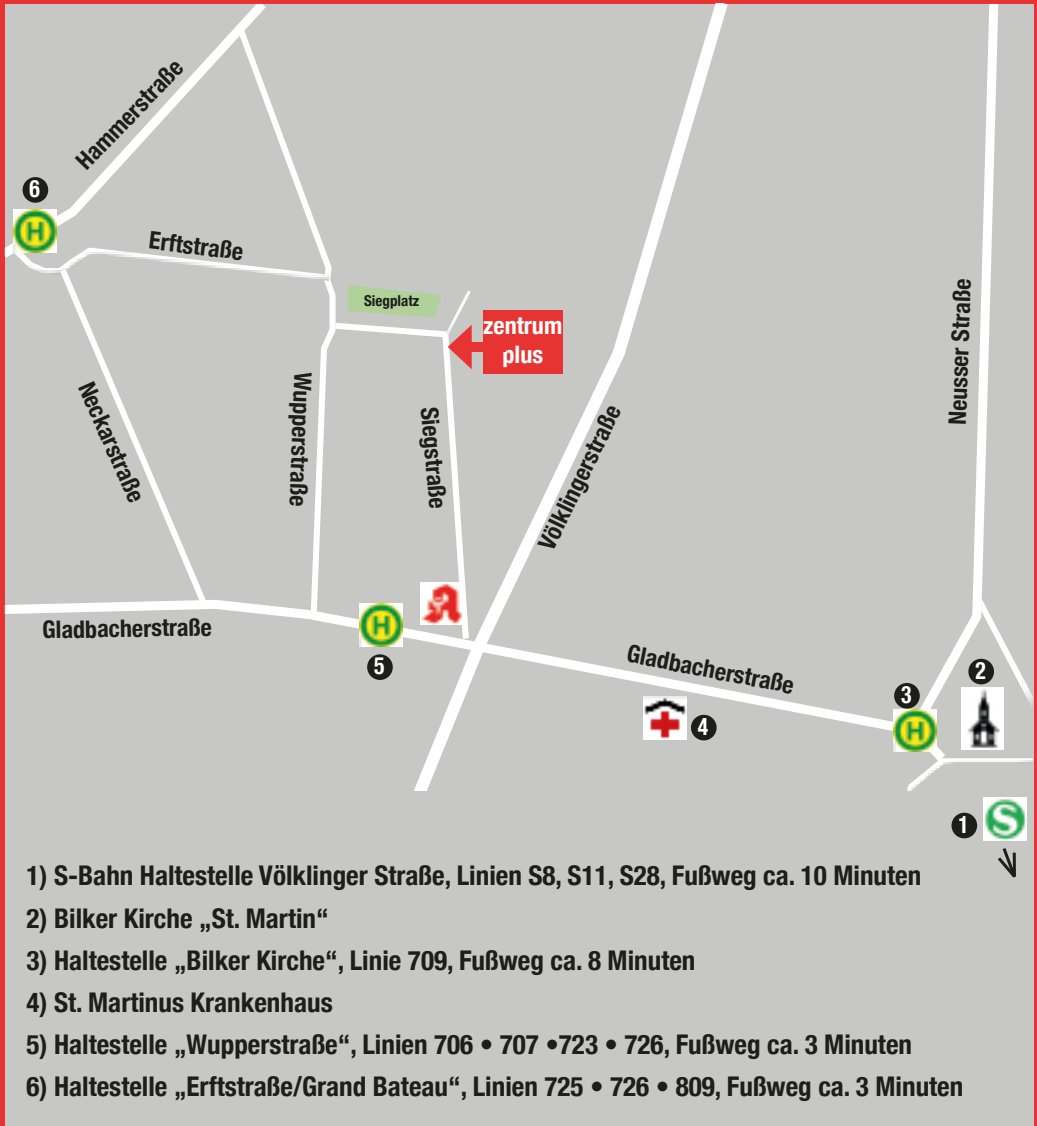 Hammerstraße
6
H
Erftstraße
Siegplatz
zentrum
plus
Neusser Straße
Neckarstraße
Wupperstraße
Siegstraße
Völklingerstraße
A
Gladbacherstraße
H
5
Gladbacherstraße
4
3
H
2
1
S
1) S-Bahn Haltestelle Völklinger Straße, Linien S8, S11, S28, Fußweg ca. 10 Minuten
2) Bilker Kirche „St. Martin“
3) Haltestelle „Bilker Kirche“, Linie 709, Fußweg ca. 8 Minuten
4) St. Martinus Krankenhaus
5) Haltestelle „Wupperstraße“, Linien 706 • 707 •723 • 726, Fußweg ca. 3 Minuten
6) Haltestelle „Erftstraße/Grand Bateau“, Linien 725 • 726 • 809, Fußweg ca. 3 Minuten